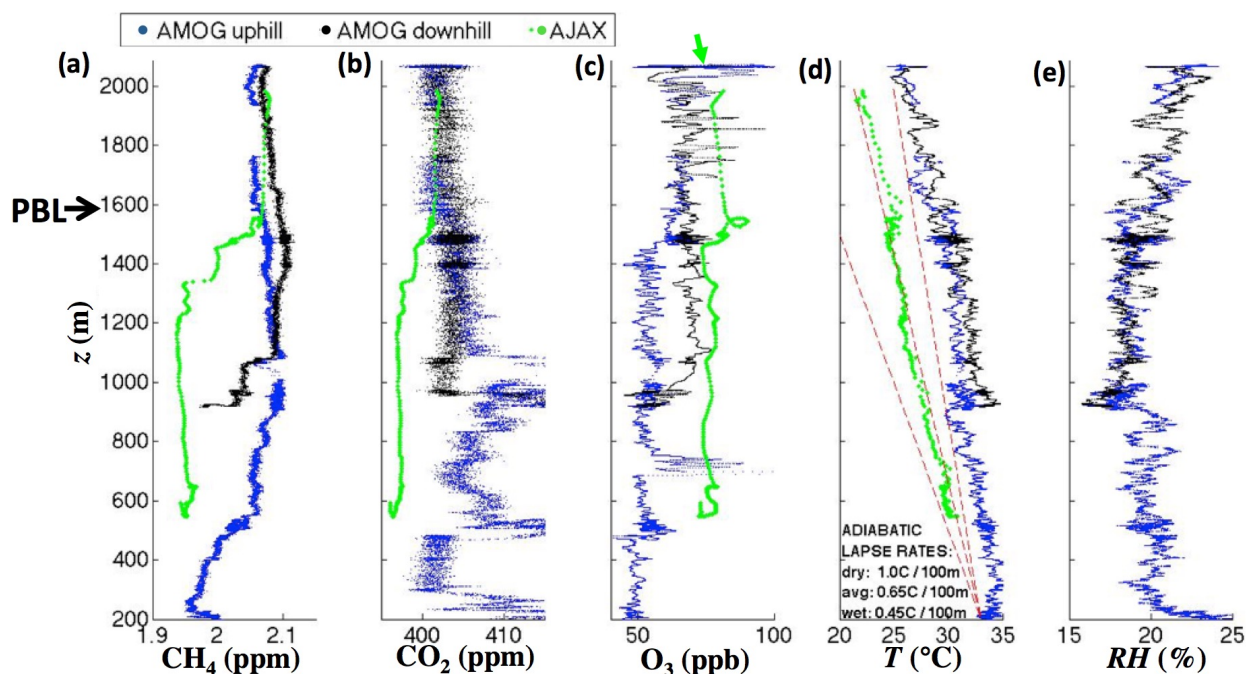 AMOG uphill AMOG downhill AJAX
(a) (b) (c) (d) (e)
2000
1800
PBL 1600
1400
1200
z (m)
1000
800
600
400
200
ADIABATIC
LAPSE RATES:
dry: 1.0C / 100m
avg: 0.65C / 100m
wet: 0.45C / 100m
1.9 2 2.1 400 410 50 100 20 25 30 35 15 20 25
CH4 (ppm) CO2 (ppm) O3 (ppb) T (°C) RH (%)